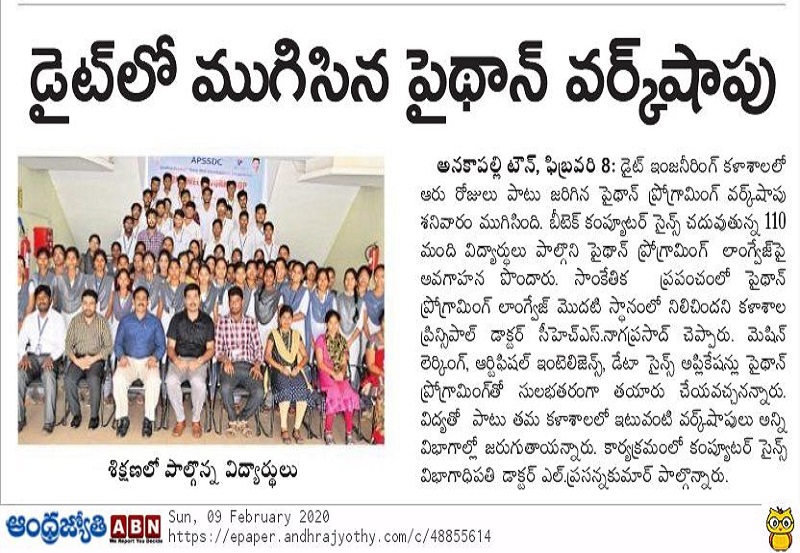 డైట్‌లో ముగిసిన పైథాన్ వర్క్‌షాపు
APSSDC
శిక్షణలో పాల్గొన్న విద్యార్థులు
అనకాపల్లి టౌన్, ఫిబ్రవరి 8: డైట్ ఇంజనీరింగ్ కళాశాలలో
ఆరు రోజులు పాటు జరిగిన పైథాన్ ప్రోగ్రామింగ్ వర్క్‌షాపు
శనివారం ముగిసింది. బీటెక్ కంప్యూటర్ సైన్స్ చదువుతున్న 110
మంది విద్యార్థులు పాల్గొని పైథాన్ ప్రోగ్రామింగ్ లాంగ్వేజ్‌పై
అవగాహన పొందారు. సాంకేతిక ప్రపంచంలో పైథాన్
ప్రోగ్రామింగ్ లాంగ్వేజ్ మొదటి స్థానంలో నిలిచిందని కళాశాల
ప్రిన్సిపాల్ డాక్టర్ సీహెచ్‌ఎస్.నాగప్రసాద్ చెప్పారు. మెషిన్
లెర్నింగ్, ఆర్టిఫిషల్ ఇంటెలిజెన్స్, డేటా సైన్స్ అప్లికేషన్లు పైథాన్
ప్రోగ్రామింగ్‌తో సులభతరంగా తయారు చేయవచ్చనన్నారు.
విద్యతో పాటు తమ కళాశాలలో ఇటువంటి వర్క్‌షాపులు అన్ని
విభాగాల్లో జరుగుతాయన్నారు. కార్యక్రమంలో కంప్యూటర్ సైన్స్
విభాగాధిపతి డాక్టర్ ఎల్.ప్రసన్నకుమార్ పాల్గొన్నారు.
ఆంధ్రజ్యోతి ABN
We Report You Decide
Sun, 09 February 2020
https://epaper.andhrajyothy.com/c/48855614